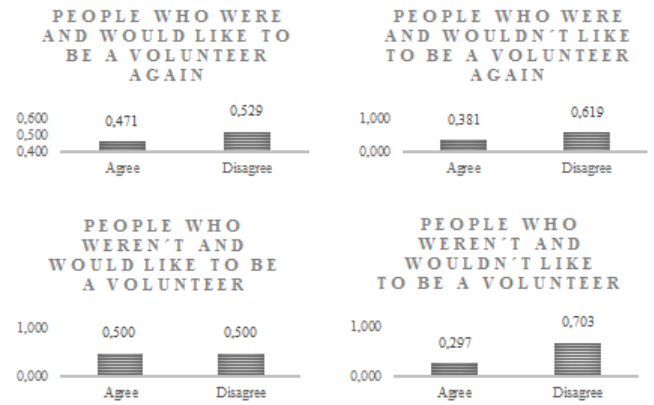 PEOPLE WHO WERE
AND WOULD LIKE TO
BE A VOLUNTEER
AGAIN
0,600
0,500
0,400
0,471
0,529
Agree
Disagree
PEOPLE WHO WERE
AND WOULDN´T LIKE
TO BE A VOLUNTEER
AGAIN
1,000
0,000
0,381
0,619
Agree
Disagree
PEOPLE WHO
WEREN´T AND
WOULD LIKE TO BE
A VOLUNTEER
1,000
0,000
0,500
0,500
Agree
Disagree
PEOPLE WHO
WEREN´T AND
WOULDN´T LIKE
TO BE A VOLUNTEER
1,000
0,000
0,297
0,703
Agree
Disagree